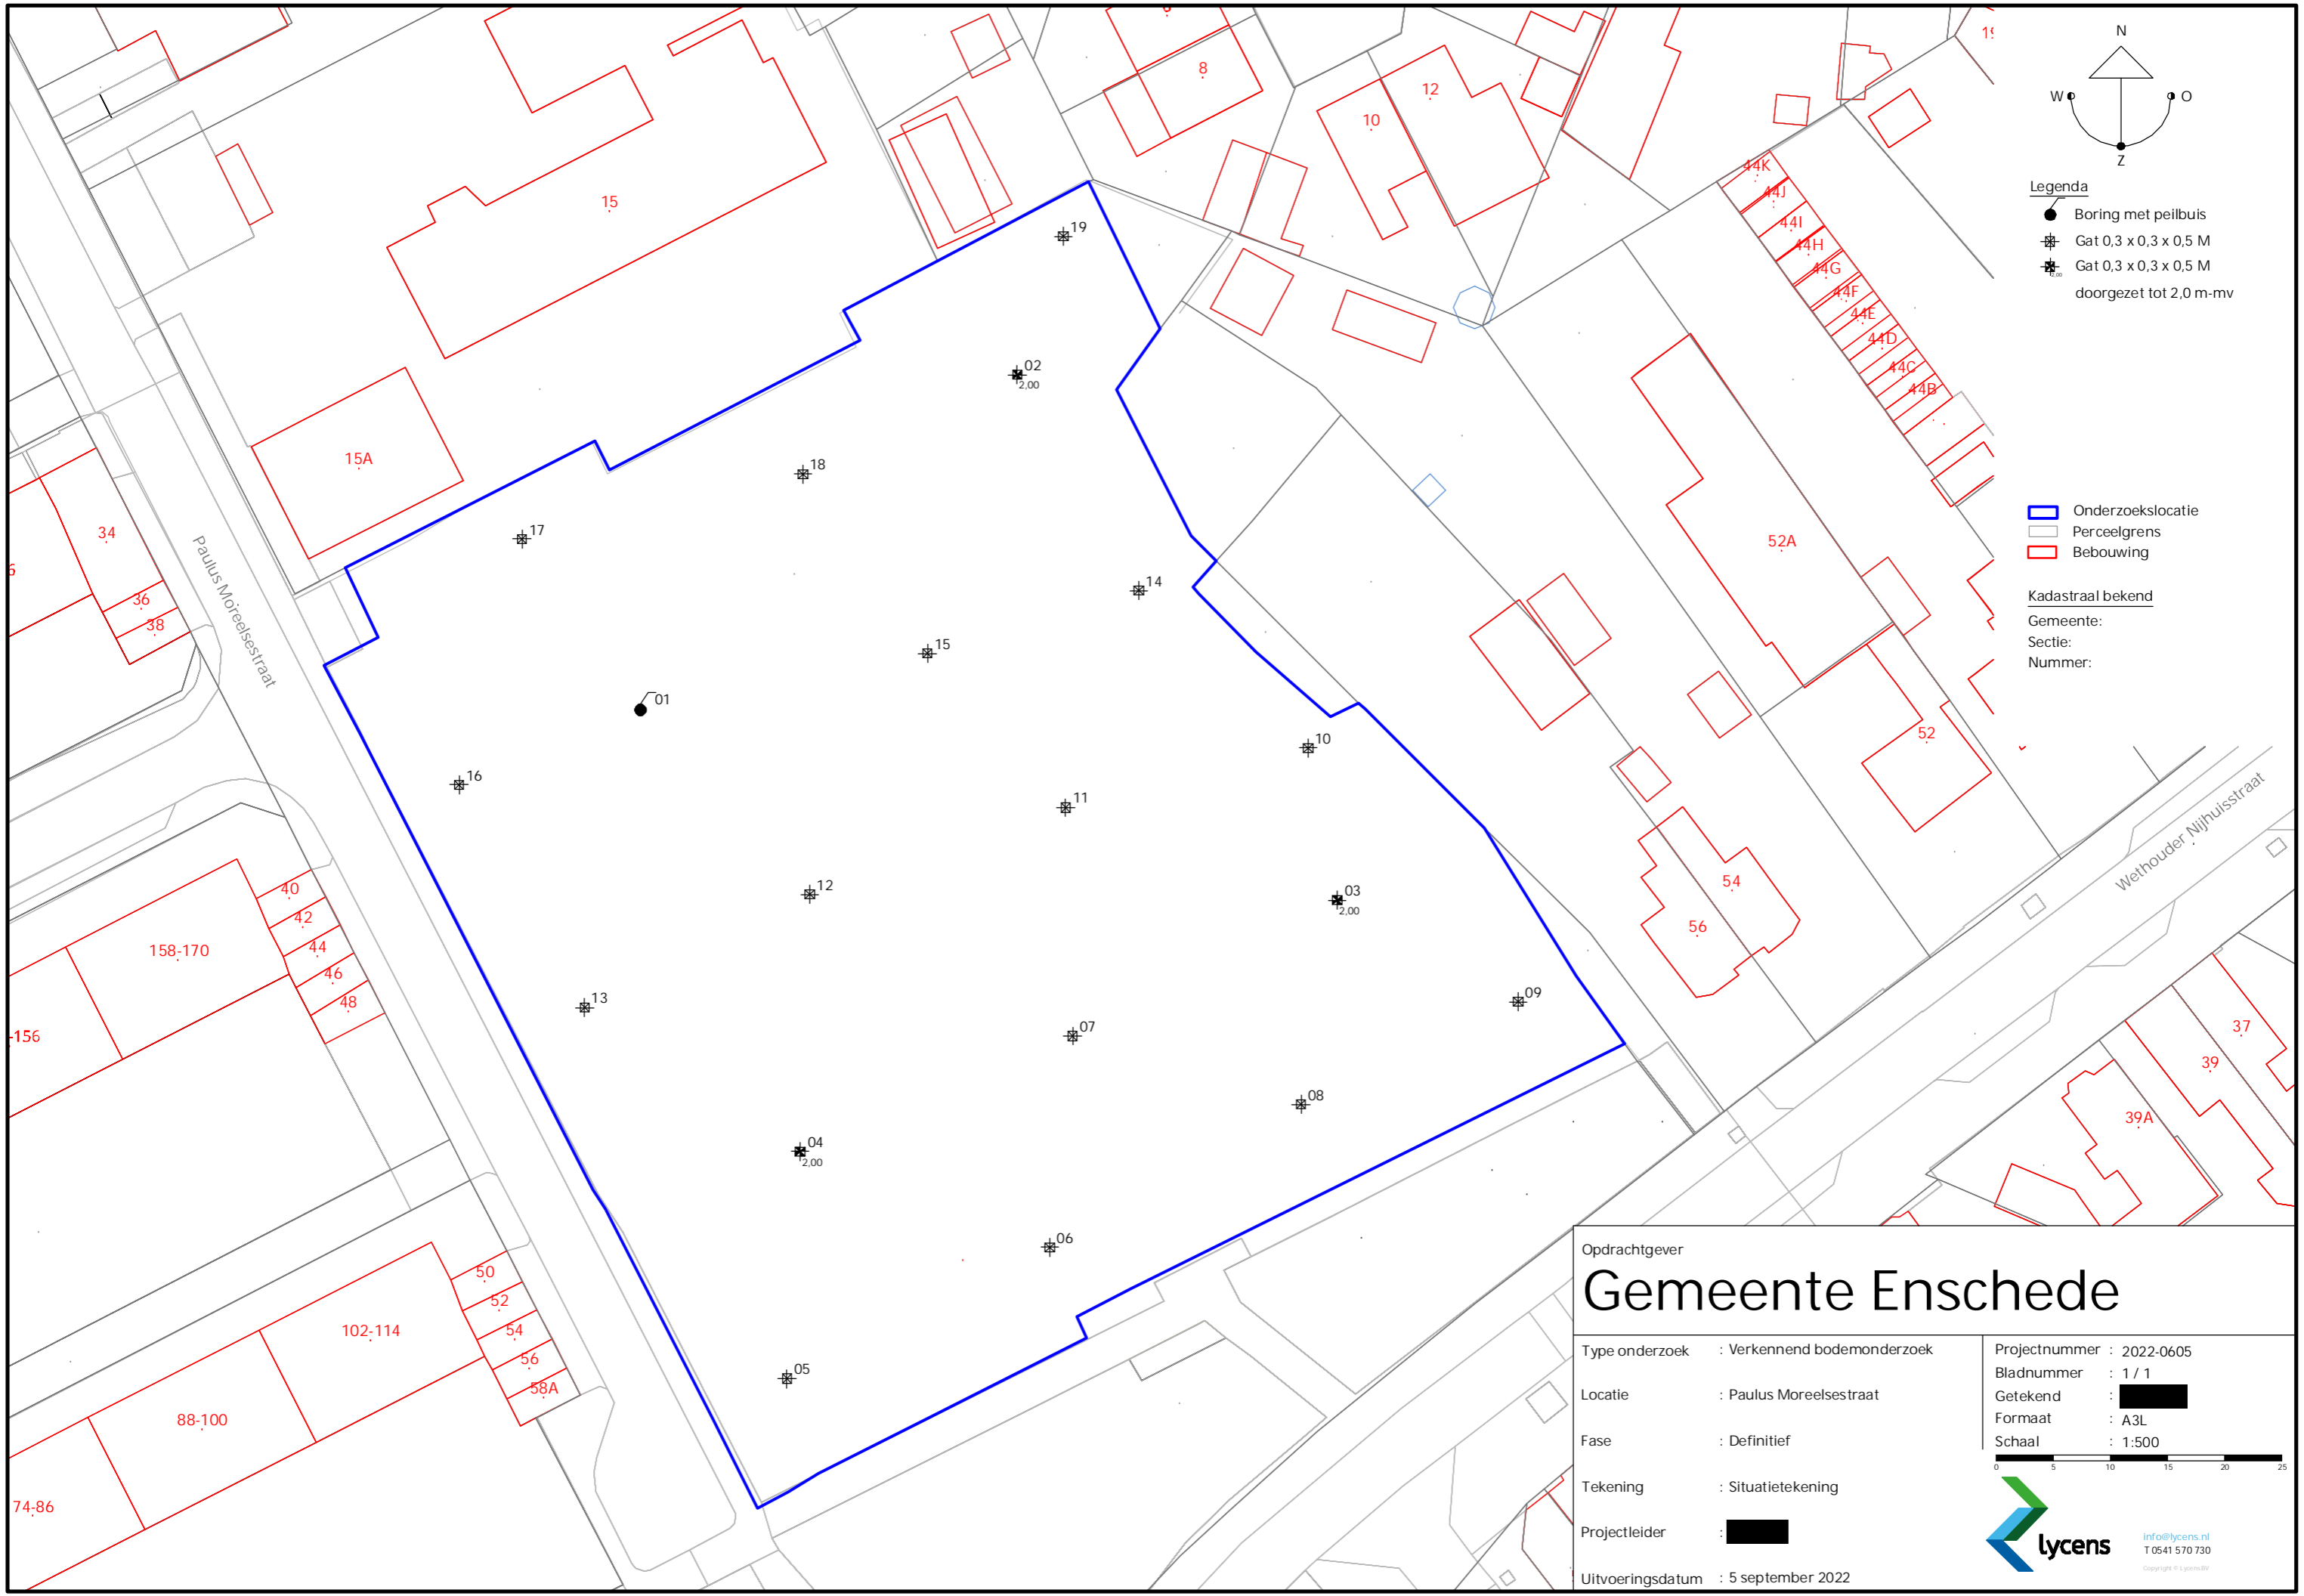 8
12
10
15
19
N
W
O
Z
Legenda
Boring met peilbuis
Gat 0,3 x 0,3 x 0,5 M
Gat 0,3 x 0,3 x 0,5 M
2,00
doorgezet tot 2,0 m-mv
44K
44J
44I
44H
44G
44F
44E
44D
44C
44B
19
02
2,00
15A
18
17
34
36
38
Paulus Moreelsestraat
14
15
01
16
10
11
12
03
2,00
13
09
07
08
04
2,00
06
05
52A
52
54
56
Onderzoekslocatie
Perceelgrens
Bebouwing
Kadastraal bekend
Gemeente:
Sectie:
Nummer:
Wethouder Nijhuisstraat
37
39
39A
40
42
44
46
48
158-170
-156
50
52
54
56
58A
102-114
88-100
74-86
Opdrachtgever
Gemeente Enschede
Type onderzoek : Verkennend bodemonderzoek
Locatie : Paulus Moreelsestraat
Fase : Definitief
Tekening : Situatietekening
Projectleider :
Uitvoeringsdatum : 5 september 2022
Projectnummer : 2022-0605
Bladnummer : 1 / 1
Getekend :
Formaat : A3L
Schaal : 1:500
0 5 10 15 20 25
lycens
info@lycens.nl
T 0541 570 730
Copyright © Lycens BV